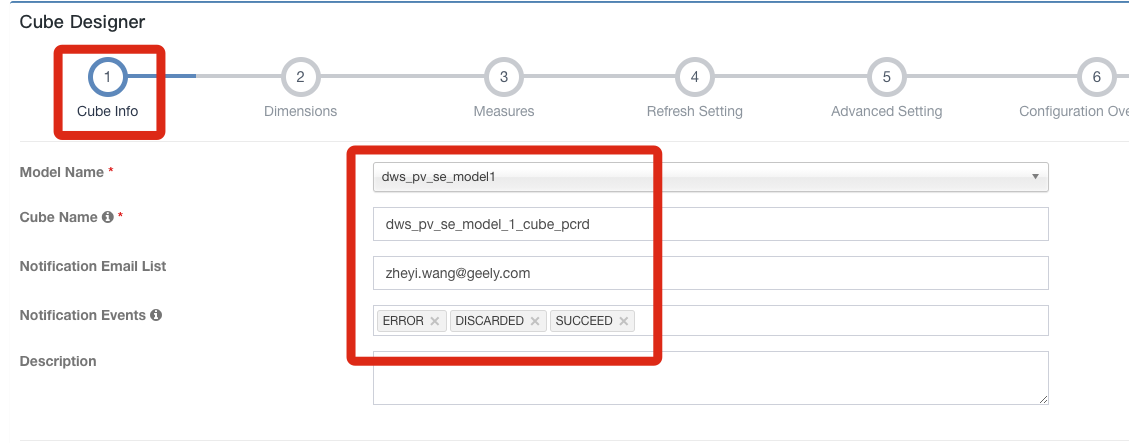 Cube Designer
1 2 3 4 5 6
Cube Info Dimensions Measures Refresh Setting Advanced Setting Configuration Ove
Model Name * dws_pv_se_model1
Cube Name * dws_pv_se_model_1_cube_pcrd
Notification Email List zheyi.wang@geely.com
Notification Events ERROR × DISCARDED × SUCCEED ×
Description